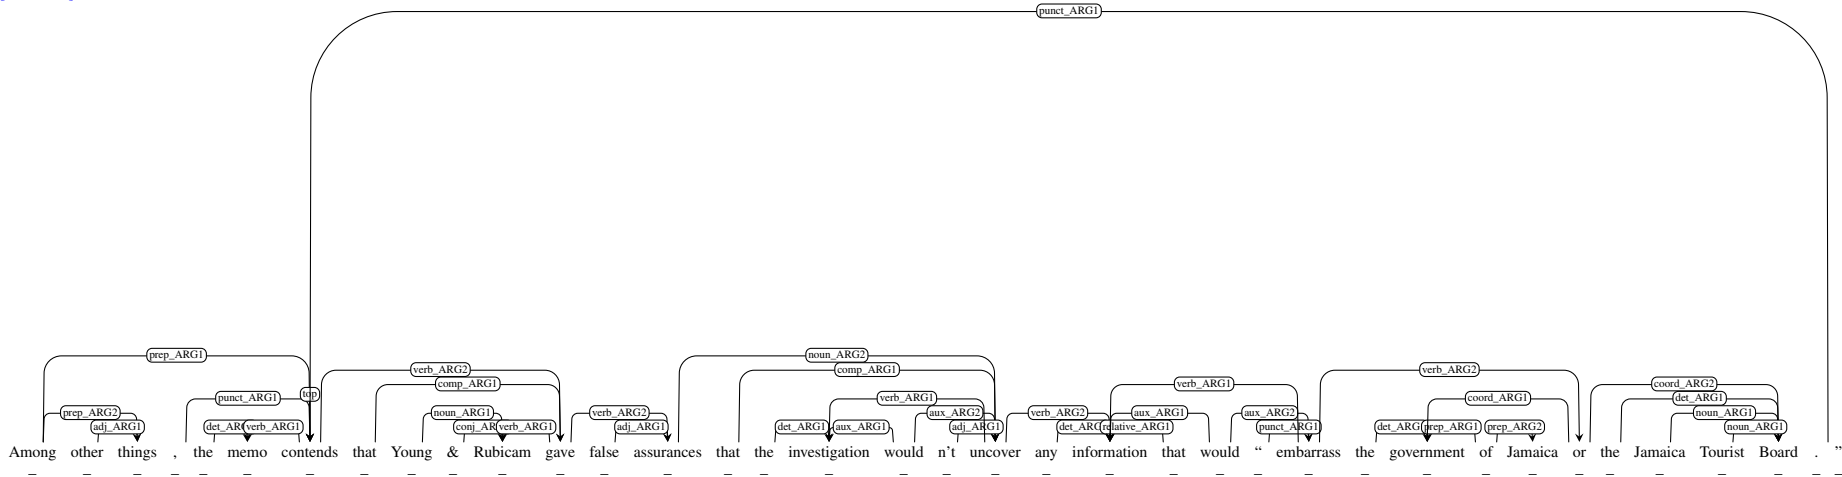 punct_ARG1
prep_ARG1 noun_ARG2
verb_ARG2 comp_ARG1 verb_ARG2
comp_ARG1 verb_ARG1 coord_ARG2
top
punct_ARG1 verb_ARG1 coord_ARG1 det_ARG1
prep_ARG2 noun_ARG1 verb_ARG2 aux_ARG2 verb_ARG2 aux_ARG1 aux_ARG2 noun_ARG1
adj_ARG1 verb_ARG1 verb_ARG1 adj_ARG1 det_ARG1 aux_ARG1 adj_ARG1 relative_ARG1 punct_ARG1 prep_ARG1 prep_ARG2 noun_ARG1
Among other things , the memo contends that Young & Rubicam gave false assurances that the investigation would n't uncover any information that would “ embarrass the government of Jamaica or the Jamaica Tourist Board . ”
_ _ _ _ _ _ _ _ _ _ _ _ _ _ _ _ _ _ _ _ _ _ _ _ _ _ _ _ _ _ _ _ _ _ _ _ _